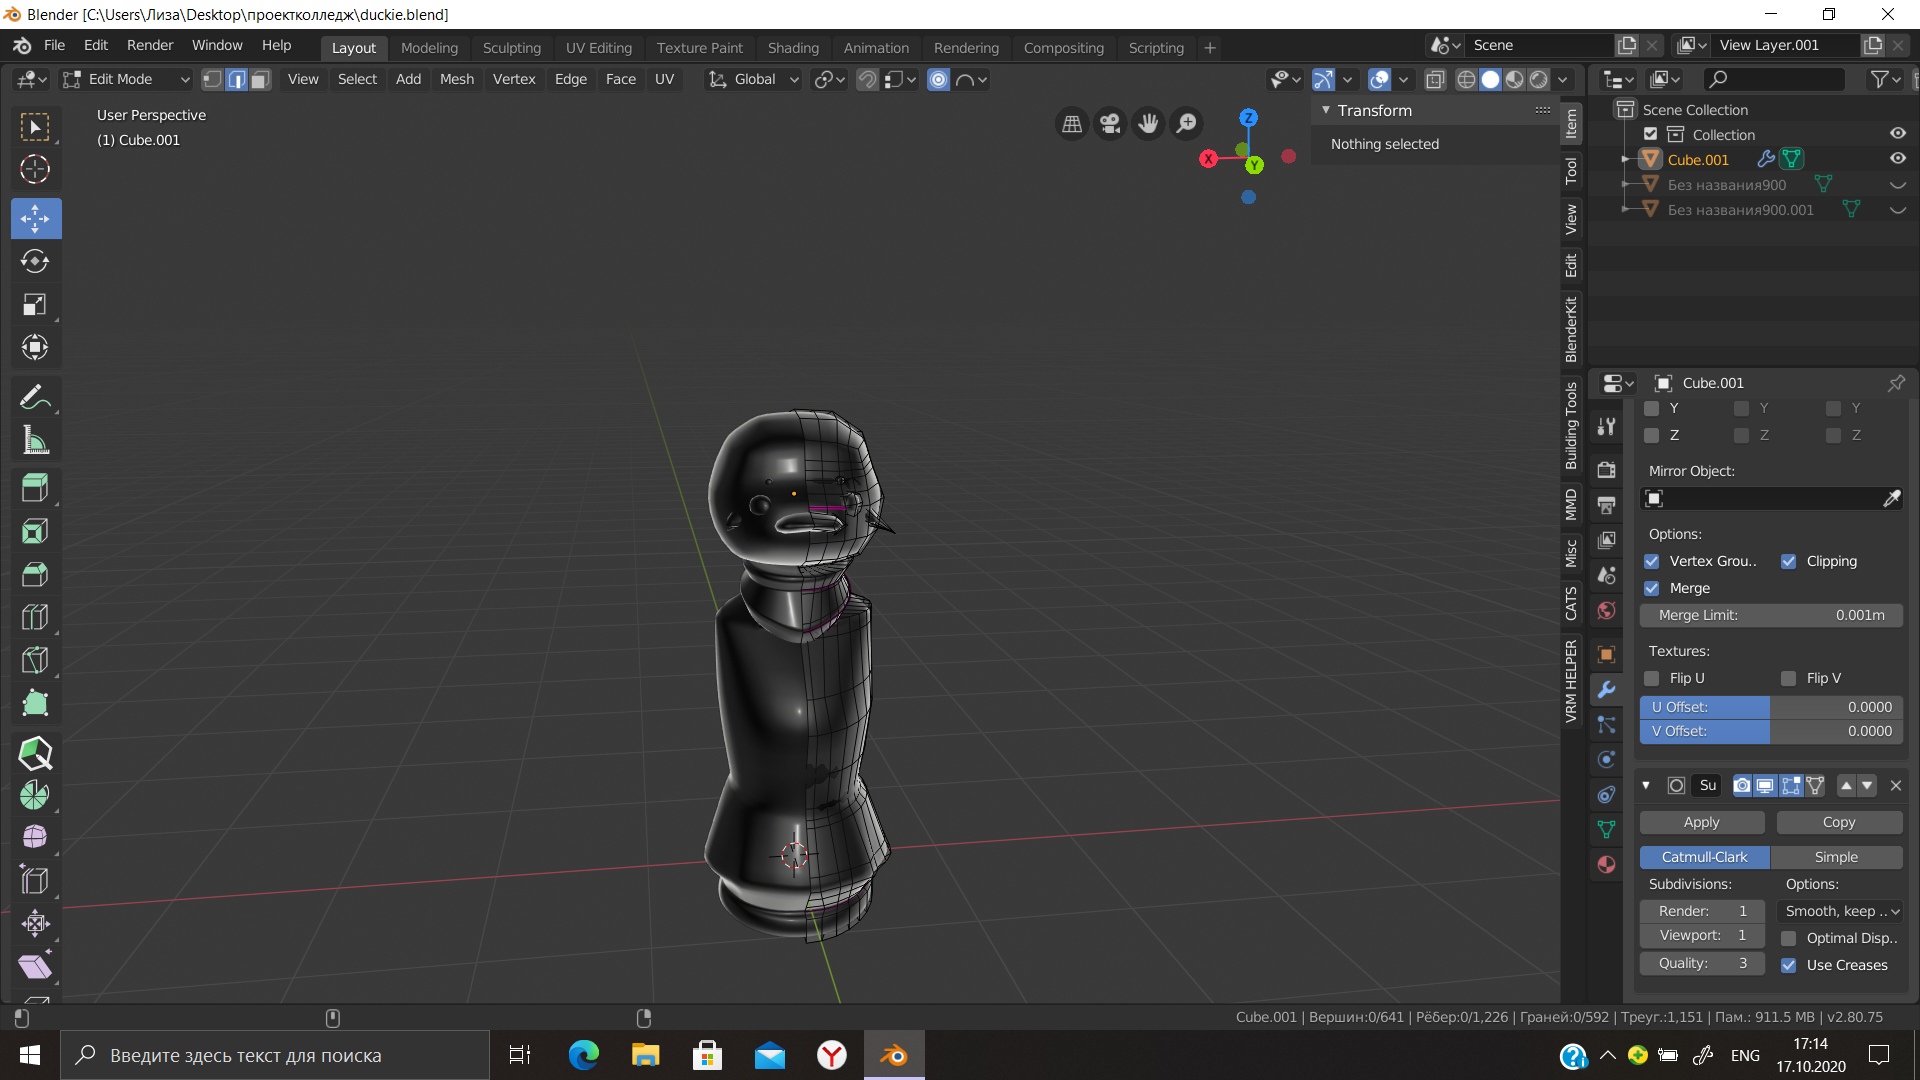 Blender [C:\Users\Лиза\Desktop\проектколледж\duckie.blend]
File Edit Render Window Help Layout Modeling Sculpting UV Editing Texture Paint Shading Animation Rendering Compositing Scripting Scene View Layer.001
Edit Mode View Select Add Mesh Vertex Edge Face UV Global
User Perspective
(1) Cube.001
Z
X
Y
Transform
Nothing selected
Item
Tool
View
Edit
BlenderKit
Building Tools
MMD
Misc
CATS
VRM HELPER
Scene Collection
Collection
Cube.001
Без названия900
Без названия900.001
Cube.001
Y Y Y
Z Z Z
Mirror Object:
Options:
Vertex Grou.. Clipping
Merge
Merge Limit: 0.001m
Textures:
Flip U Flip V
U Offset: 0.0000
V Offset: 0.0000
Su
Apply Copy
Catmull-Clark Simple
Subdivisions: Options:
Render: 1 Smooth, keep ..
Viewport: 1 Optimal Disp..
Quality: 3 Use Creases
Cube.001 | Вершин:0/641 | Рёбер:0/1,226 | Граней:0/592 | Треуг.:1,151 | Пам.: 911.5 MB | v2.80.75
Введите здесь текст для поиска
ENG
17:14
17.10.2020